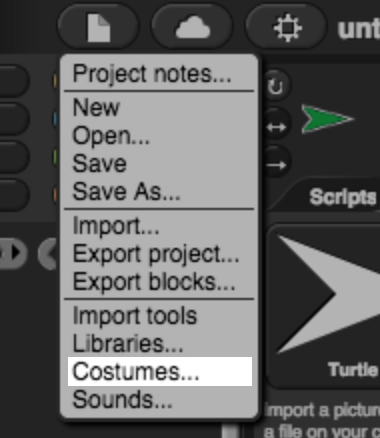 unt
Project notes...
New
Open...
Save
Save As...
Import...
Export project...
Export blocks...
Import tools
Libraries...
Costumes...
Sounds...
Scripts
Turtle
import a pictur
a file on your c